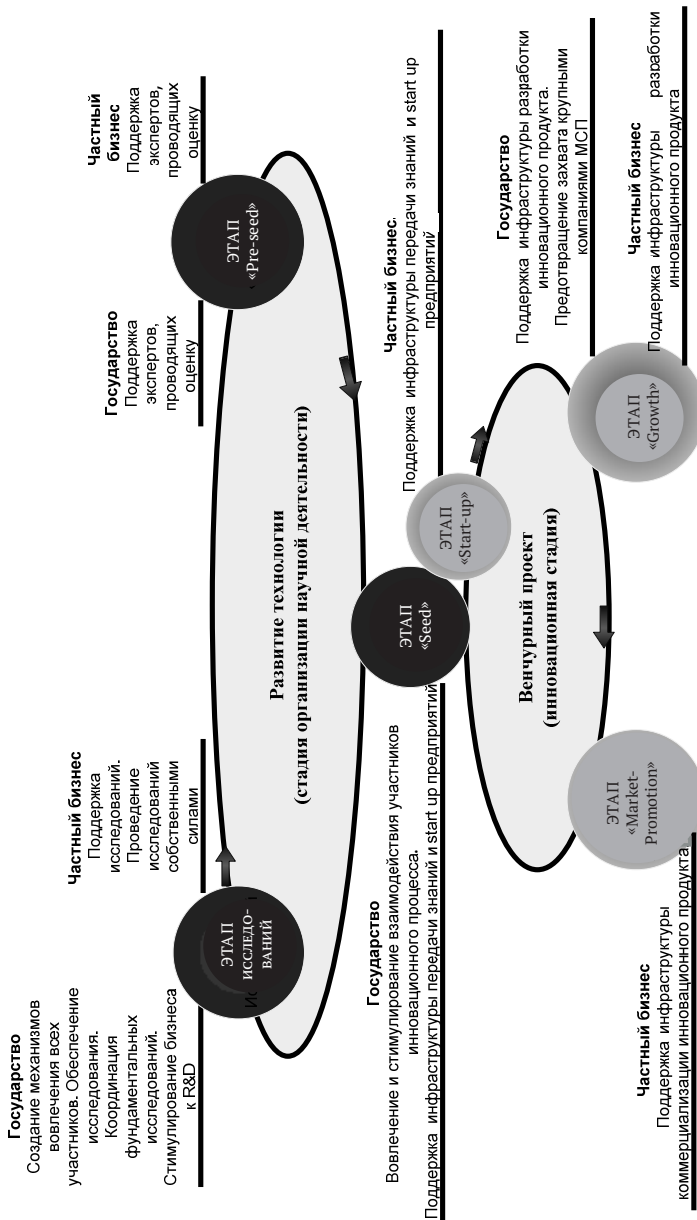 Государство
Создание механизмов
вовлечения всех
участников. Обеспечение
исследования.
Координация
фундаментальных
исследований.
Стимулирование бизнеса
к R&D
Частный бизнес
Поддержка
исследований.
Проведение
исследований
собственными
силами
Государство
Поддержка
экспертов,
проводящих
оценку
Частный
бизнес
Поддержка
экспертов,
проводящих
оценку
ЭТАП
ИССЛЕДО-
ВАНИЙ
ЭТАП
«Pre-seed»
Развитие технологии
(стадия организации научной деятельности)
Государство
Вовлечение и стимулирование взаимодействия участников
инновационного процесса.
Поддержка инфраструктуры передачи знаний и start up предприятий
ЭТАП
«Seed»
Частный бизнес
Поддержка инфраструктуры передачи знаний и start up
предприятий
ЭТАП
«Start-up»
Венчурный проект
(инновационная стадия)
Государство
Поддержка инфраструктуры разработки
инновационного продукта.
Предотвращение захвата крупными
компаниями МСП
ЭТАП
«Market-
Promotion»
ЭТАП
«Growth»
Частный бизнес
Поддержка инфраструктуры
коммерциализации инновационного продукта
Частный бизнес
Поддержка инфраструктуры разработки
инновационного продукта